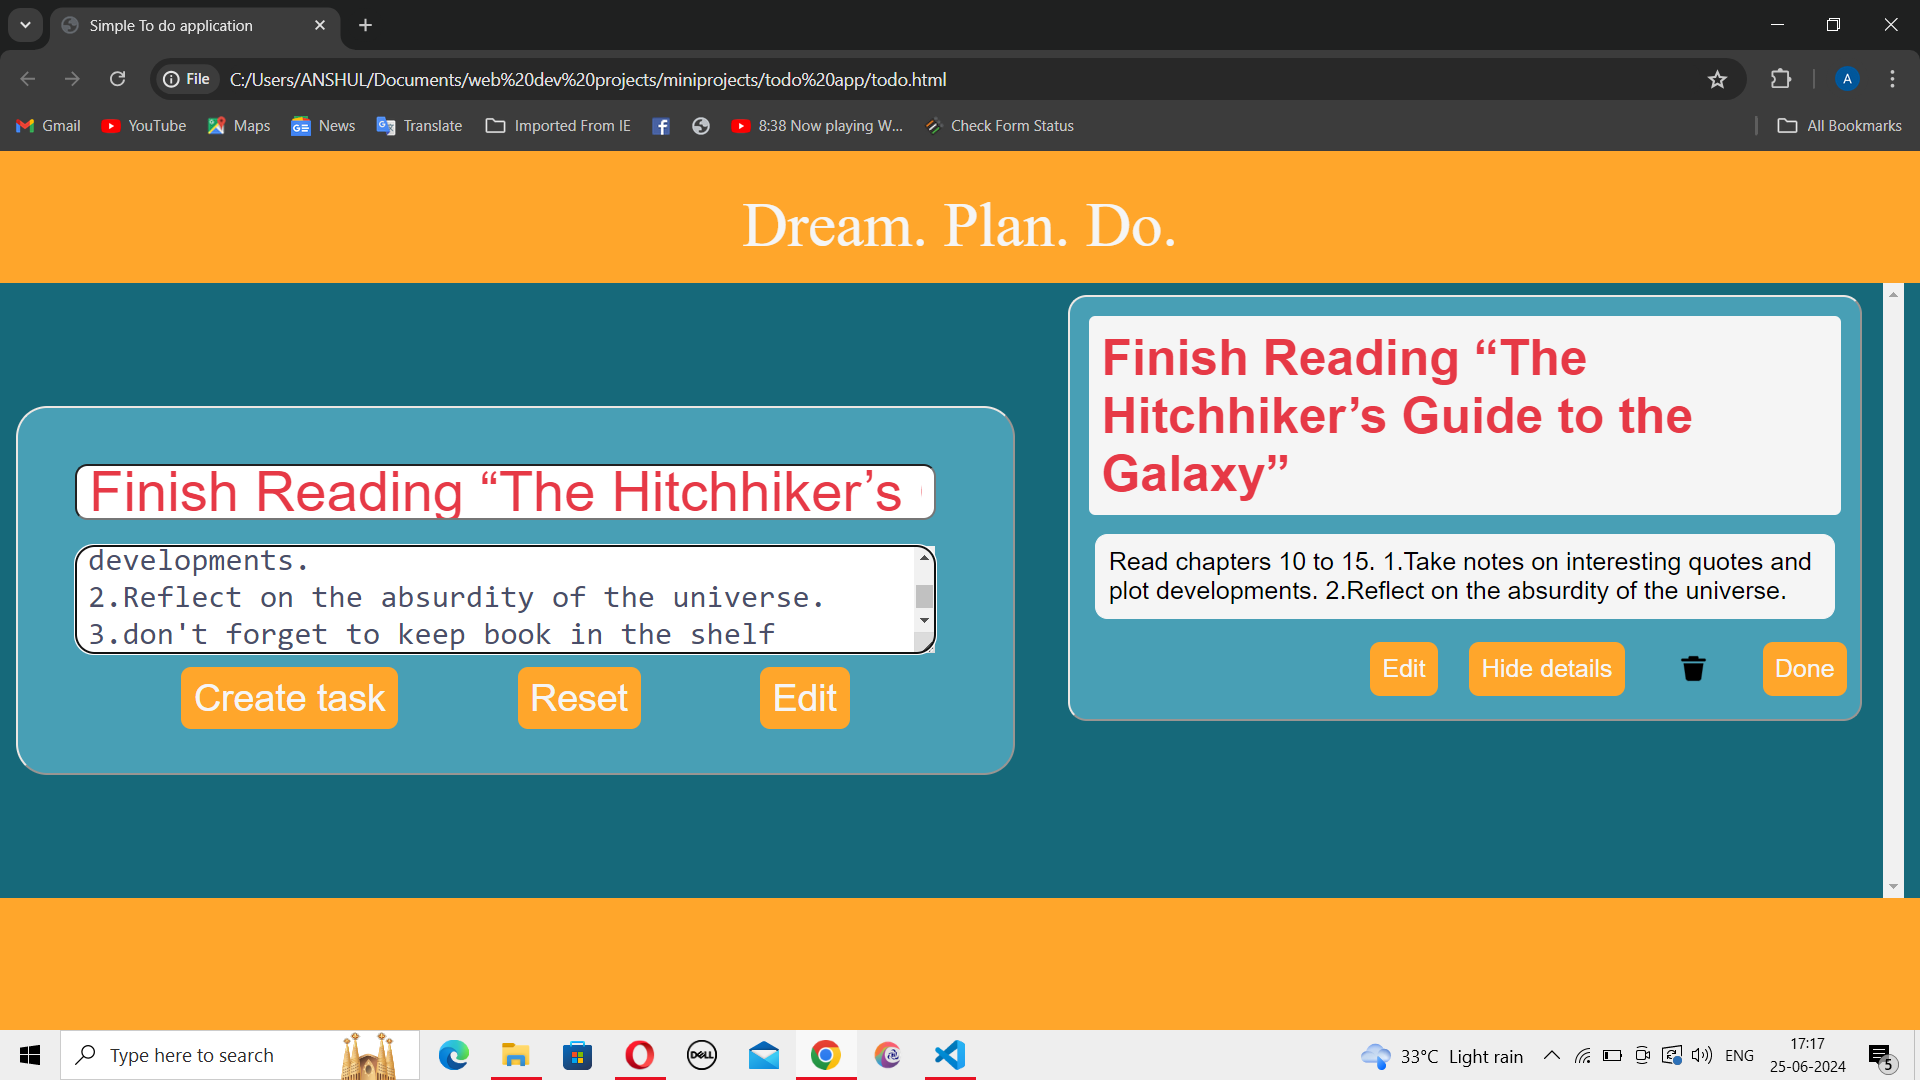 Simple To do application
File
C:/Users/ANSHUL/Documents/web%20dev%20projects/miniprojects/todo%20app/todo.html
A
Gmail
YouTube
Maps
News
Translate
Imported From IE
8:38 Now playing W...
Check Form Status
All Bookmarks
Dream. Plan. Do.
Finish Reading “The Hitchhiker’s
developments.
2.Reflect on the absurdity of the universe.
3.don't forget to keep book in the shelf
Create task
Reset
Edit
Finish Reading “The
Hitchhiker’s Guide to the
Galaxy”
Read chapters 10 to 15. 1.Take notes on interesting quotes and
plot developments. 2.Reflect on the absurdity of the universe.
Edit
Hide details
Done
Type here to search
DELL
33°C Light rain
ENG
17:17
25-06-2024
5